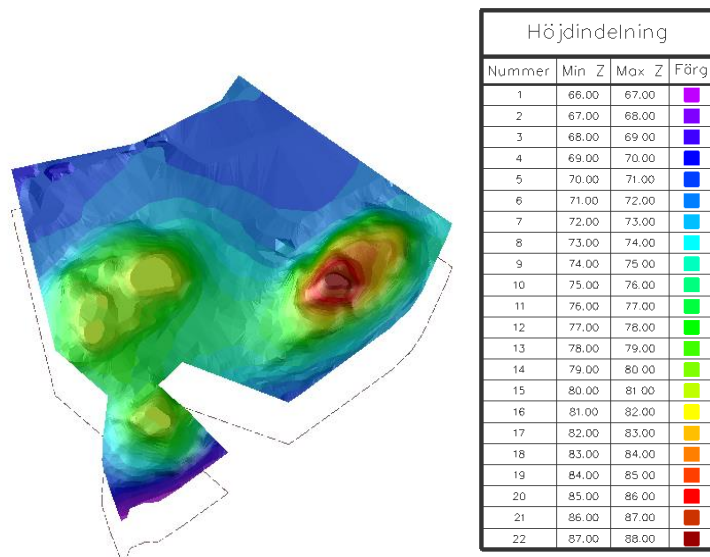 Höjdindelning
Nummer Min Z Max Z Färg
1 66.00 67.00
2 67.00 68.00
3 68.00 69.00
4 69.00 70.00
5 70.00 71.00
6 71.00 72.00
7 72.00 73.00
8 73.00 74.00
9 74.00 75.00
10 75.00 76.00
11 76.00 77.00
12 77.00 78.00
13 78.00 79.00
14 79.00 80.00
15 80.00 81.00
16 81.00 82.00
17 82.00 83.00
18 83.00 84.00
19 84.00 85.00
20 85.00 86.00
21 86.00 87.00
22 87.00 88.00